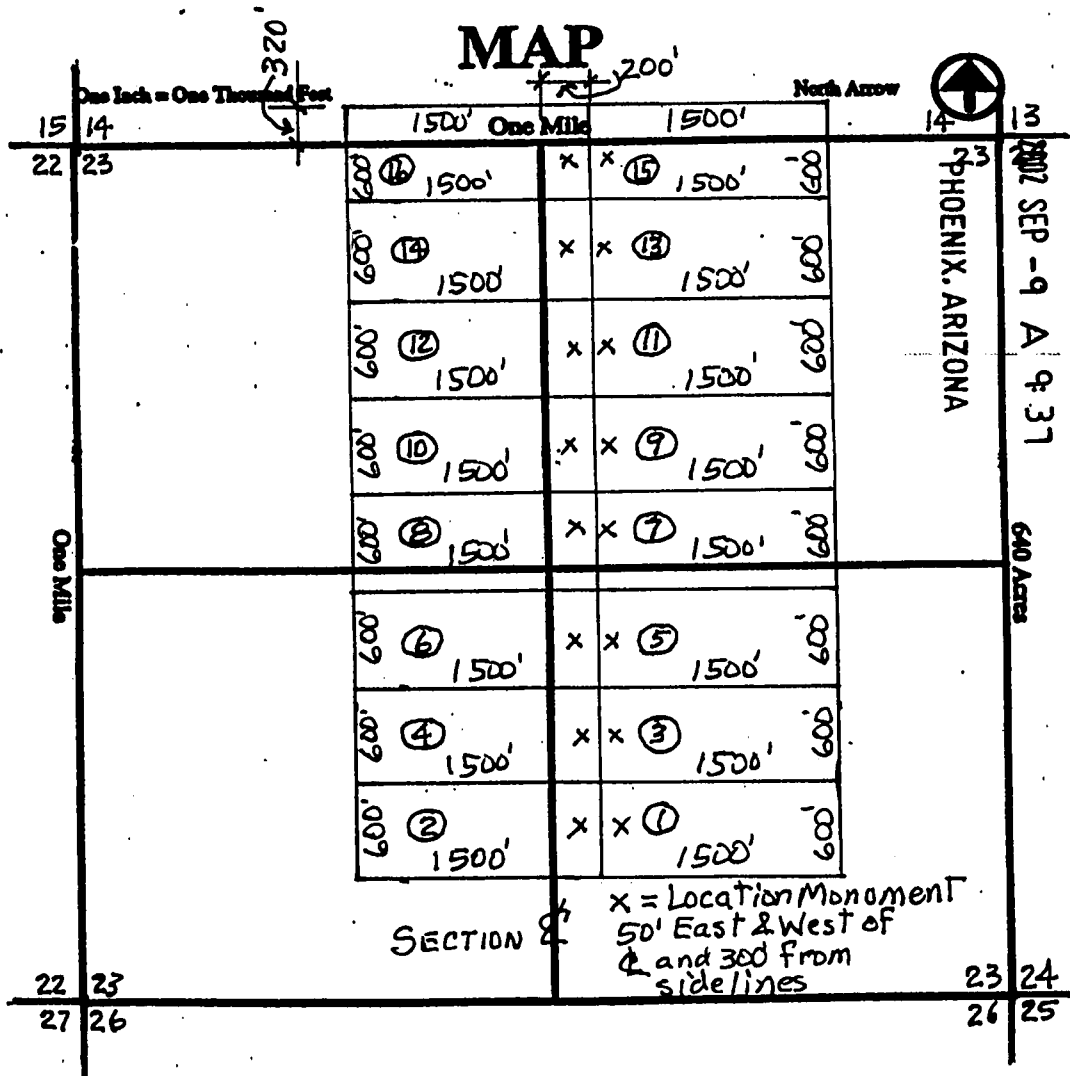 MAP
320'
200'
One Inch = One Thousand Feet
North Arrow
15 14
1500' One Mile 1500'
14 13
22 23
23
2002 SEP -9 A 9:37
PHOENIX, ARIZONA
600' 16 1500' x x 15 1500' 600'
600' 14 1500' x x 13 1500' 600'
600' 12 1500' x x 11 1500' 600'
600' 10 1500' x x 9 1500' 600'
600' 8 1500' x x 7 1500' 600'
One Mile
640 Acres
600' 6 1500' x x 5 1500' 600'
600' 4 1500' x x 3 1500' 600'
600' 2 1500' x x 1 1500' 600'
SECTION ℄
x = Location Monument
50' East & West of
℄ and 300' from
sidelines
22 23
23 24
27 26
26 25